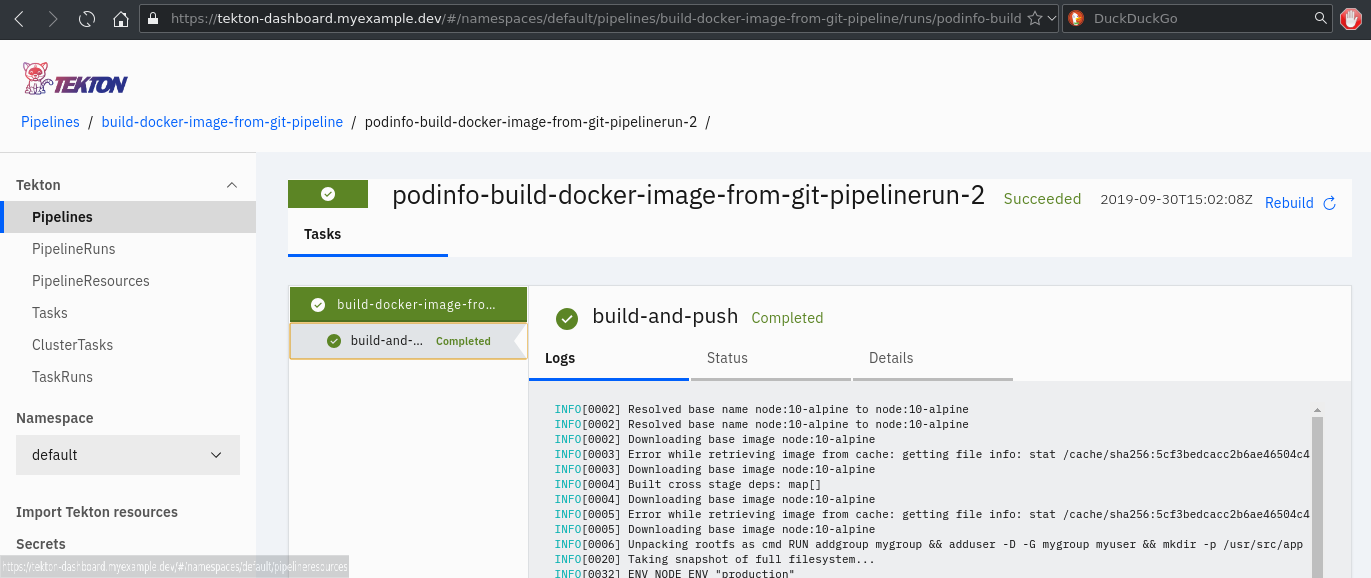 https://tekton-dashboard.myexample.dev/#/namespaces/default/pipelines/build-docker-image-from-git-pipeline/runs/podinfo-build
DuckDuckGo
TEKTON
Pipelines / build-docker-image-from-git-pipeline / podinfo-build-docker-image-from-git-pipelinerun-2 /
Tekton
Pipelines
PipelineRuns
PipelineResources
Tasks
ClusterTasks
TaskRuns
Namespace
default
Import Tekton resources
Secrets
https://tekton-dashboard.myexample.dev/#/namespaces/default/pipelineresources
podinfo-build-docker-image-from-git-pipelinerun-2 Succeeded 2019-09-30T15:02:08Z Rebuild
Tasks
build-docker-image-fro...
build-and-... Completed
build-and-push Completed
Logs Status Details
INFO[0002] Resolved base name node:10-alpine to node:10-alpine
INFO[0002] Resolved base name node:10-alpine to node:10-alpine
INFO[0002] Downloading base image node:10-alpine
INFO[0003] Error while retrieving image from cache: getting file info: stat /cache/sha256:5cf3bedcacc2b6ae46504c4
INFO[0003] Downloading base image node:10-alpine
INFO[0004] Built cross stage deps: map[]
INFO[0004] Downloading base image node:10-alpine
INFO[0005] Error while retrieving image from cache: getting file info: stat /cache/sha256:5cf3bedcacc2b6ae46504c4
INFO[0005] Downloading base image node:10-alpine
INFO[0006] Unpacking rootfs as cmd RUN addgroup mygroup && adduser -D -G mygroup myuser && mkdir -p /usr/src/app
INFO[0020] Taking snapshot of full filesystem...
INFO[0032] ENV NODE_ENV "production"